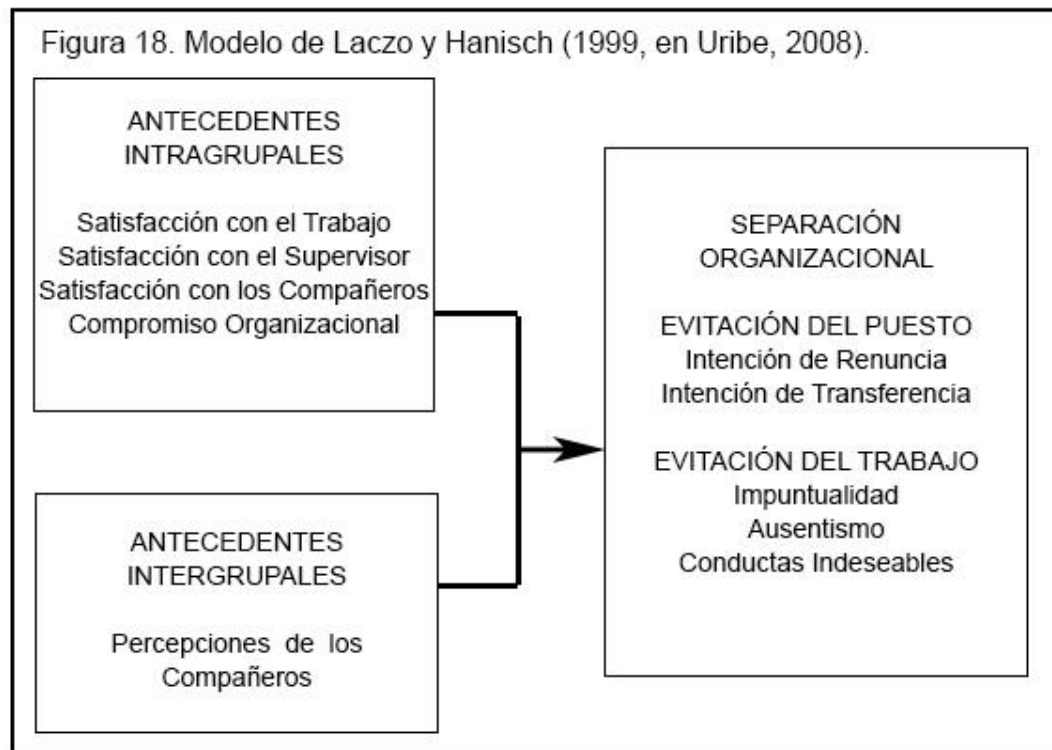 Figura 18. Modelo de Laczo y Hanisch (1999, en Uribe, 2008).
ANTECEDENTES
INTRAGRUPALES
Satisfacción con el Trabajo
Satisfacción con el Supervisor
Satisfacción con los Compañeros
Compromiso Organizacional
ANTECEDENTES
INTERGRUPALES
Percepciones de los
Compañeros
SEPARACIÓN
ORGANIZACIONAL
EVITACIÓN DEL PUESTO
Intención de Renuncia
Intención de Transferencia
EVITACIÓN DEL TRABAJO
Impuntualidad
Ausentismo
Conductas Indeseables